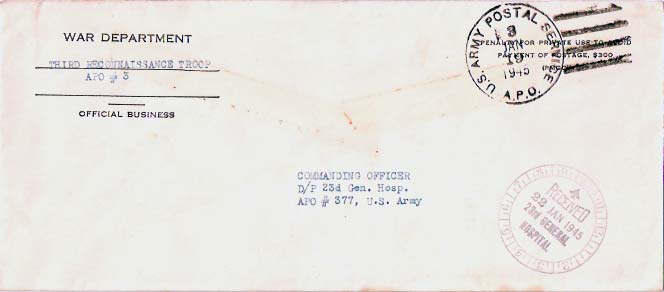 WAR DEPARTMENT
THIRD RECONNAISSANCE TROOP
APO # 3
OFFICIAL BUSINESS
U.S. ARMY POSTAL SERVICE
3
JAN
19
1945
A.P.O.
PENALTY FOR PRIVATE USE TO AVOID
PAYMENT OF POSTAGE, $300
COMMANDING OFFICER
D/P 23d Gen. Hosp.
APO # 377, U.S. Army
RECEIVED
22 JAN 1945
23rd GENERAL
HOSPITAL